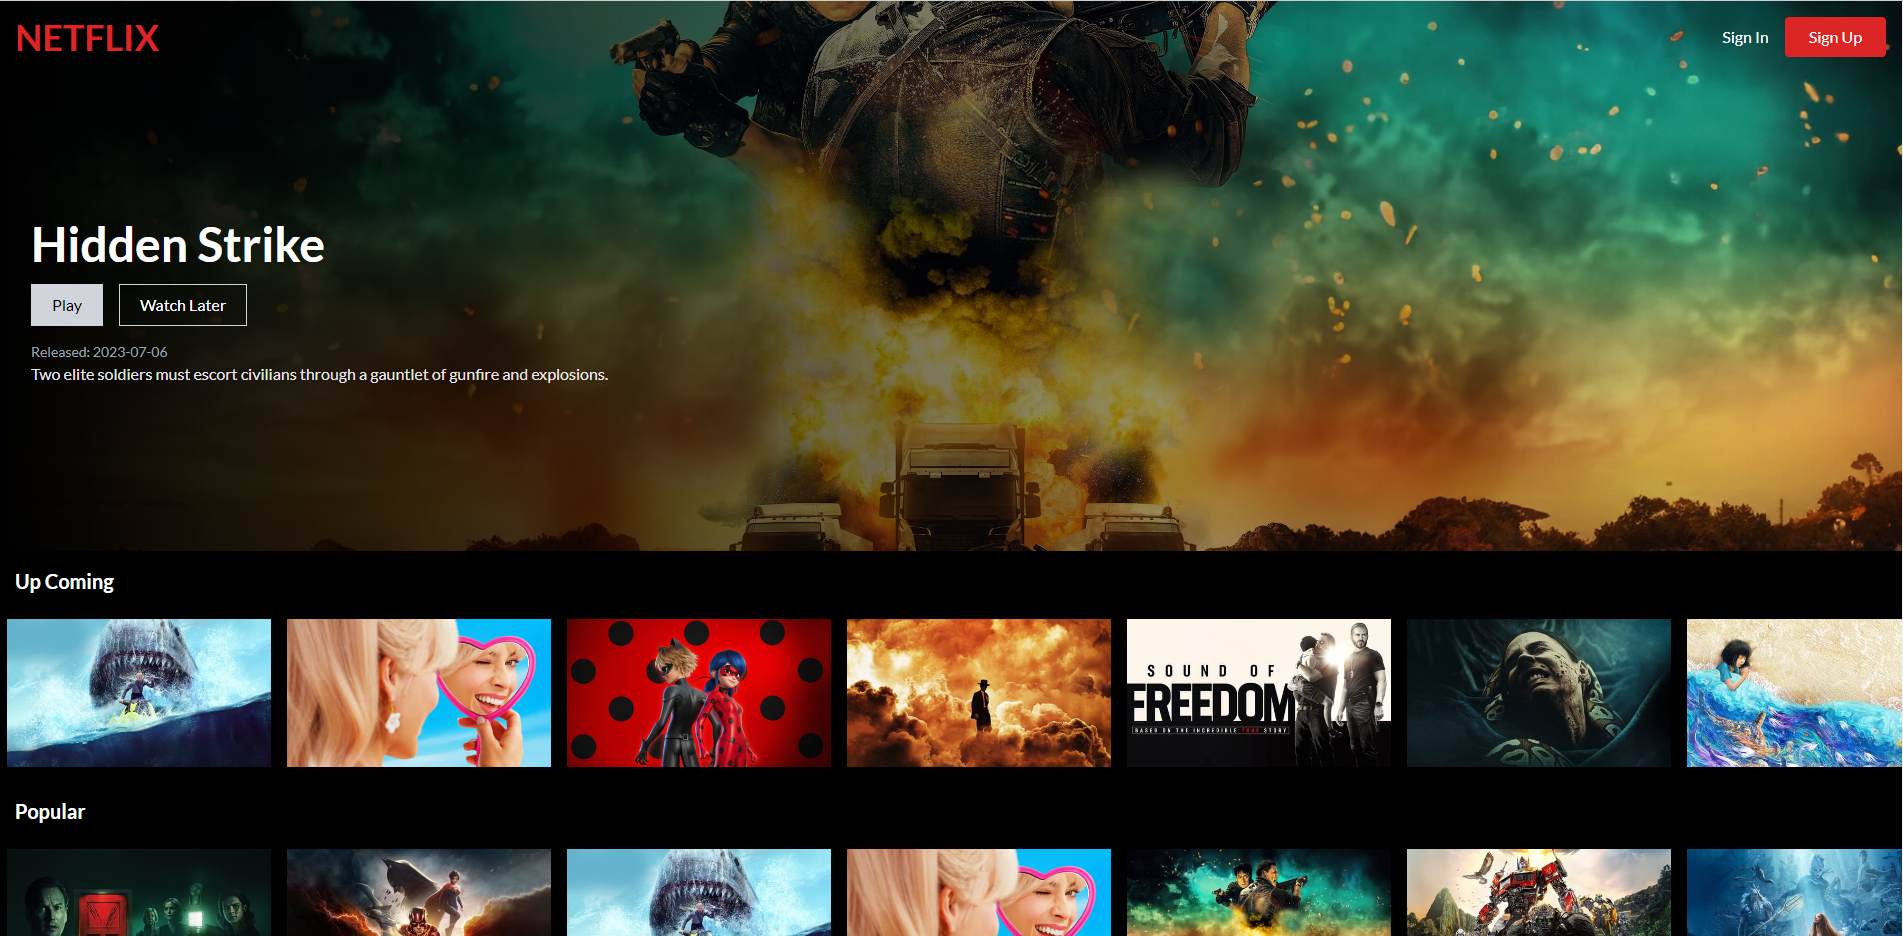 NETFLIX
Sign In
Sign Up
Hidden Strike
Play
Watch Later
Released: 2023-07-06
Two elite soldiers must escort civilians through a gauntlet of gunfire and explosions.
Up Coming
SOUND OF
FREEDOM
BASED ON THE INCREDIBLE TRUE STORY
Popular